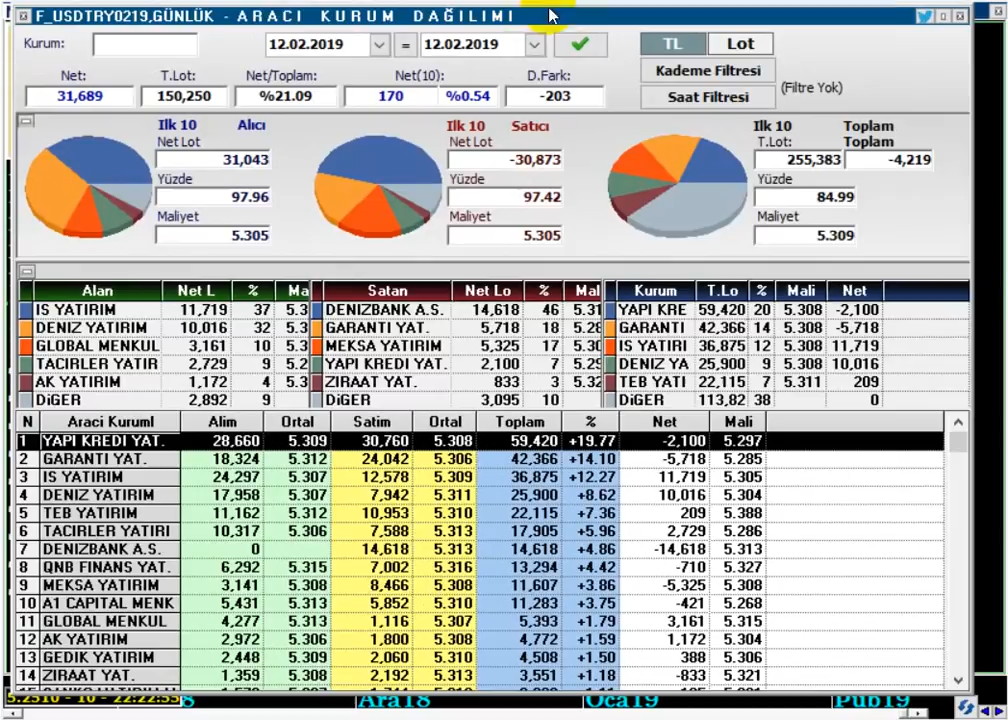 F_USDTRY0219,GÜNLÜK - ARACI KURUM DAĞILIMI
Kurum: 12.02.2019 = 12.02.2019 TL Lot
Kademe Filtresi
Net: T.Lot: Net/Toplam: Net(10): D.Fark:
31,689 150,250 %21.09 170 %0.54 -203
Saat Filtresi (Filtre Yok)
Ilk 10 Alıcı Ilk 10 Satıcı Ilk 10 Toplam
Net Lot Net Lot T.Lot: Toplam
31,043 -30,873 255,383 -4,219
Yüzde Yüzde Yüzde
97.96 97.42 84.99
Maliyet Maliyet Maliyet
5.305 5.305 5.309
Alan Net L % Ma Satan Net Lo % Mal Kurum T.Lo % Mali Net
IS YATIRIM 11,719 37 5.3 DENIZBANK A.S. 14,618 46 5.31 YAPI KRE 59,420 20 5.308 -2,100
DENIZ YATIRIM 10,016 32 5.3 GARANTI YAT. 5,718 18 5.28 GARANTI 42,366 14 5.308 -5,718
GLOBAL MENKUL 3,161 10 5.3 MEKSA YATIRIM 5,325 17 5.30 IS YATIRI 36,875 12 5.308 11,719
TACIRLER YATIR 2,729 9 5.2 YAPI KREDI YAT. 2,100 7 5.29 DENIZ YA 25,900 9 5.308 10,016
AK YATIRIM 1,172 4 5.3 ZIRAAT YAT. 833 3 5.32 TEB YATI 22,115 7 5.311 209
DiGER 2,892 9 DiGER 3,095 10 DiGER 113,82 38 0
N Araci Kuruml Alim Ortal Satim Ortal Toplam % Net Mali
1 YAPI KREDI YAT. 28,660 5.309 30,760 5.308 59,420 +19.77 -2,100 5.297
2 GARANTI YAT. 18,324 5.312 24,042 5.306 42,366 +14.10 -5,718 5.285
3 IS YATIRIM 24,297 5.307 12,578 5.309 36,875 +12.27 11,719 5.305
4 DENIZ YATIRIM 17,958 5.307 7,942 5.311 25,900 +8.62 10,016 5.304
5 TEB YATIRIM 11,162 5.312 10,953 5.310 22,115 +7.36 209 5.388
6 TACIRLER YATIRI 10,317 5.306 7,588 5.313 17,905 +5.96 2,729 5.286
7 DENIZBANK A.S. 0 14,618 5.313 14,618 +4.86 -14,618 5.313
8 QNB FINANS YAT. 6,292 5.315 7,002 5.316 13,294 +4.42 -710 5.327
9 MEKSA YATIRIM 3,141 5.308 8,466 5.308 11,607 +3.86 -5,325 5.308
10 A1 CAPITAL MENK 5,431 5.313 5,852 5.310 11,283 +3.75 -421 5.268
11 GLOBAL MENKUL 4,277 5.313 1,116 5.307 5,393 +1.79 3,161 5.315
12 AK YATIRIM 2,972 5.306 1,800 5.308 4,772 +1.59 1,172 5.304
13 GEDIK YATIRIM 2,448 5.309 2,060 5.310 4,508 +1.50 388 5.306
14 ZIRAAT YAT. 1,359 5.308 2,192 5.313 3,551 +1.18 -833 5.321
5.2510 - 10 - 22:22:55 8 Ara18 Oca19 Pub19